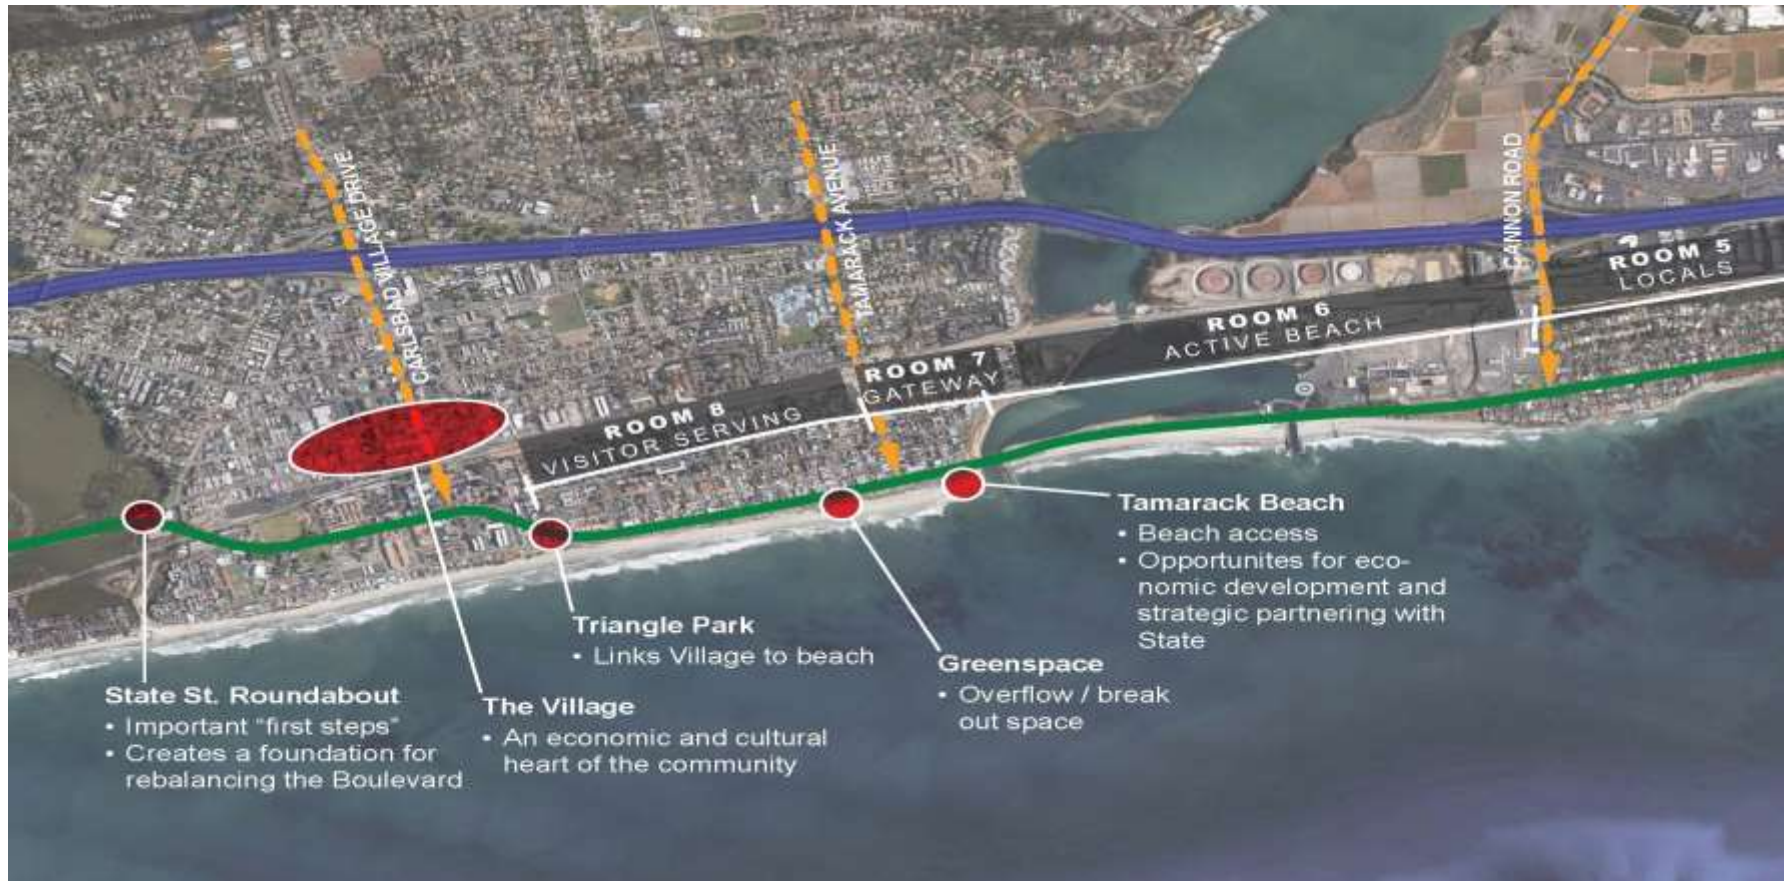 CARLSBAD VILLAGE DRIVE
TAMARACK AVENUE
CANNON ROAD
ROOM 5
LOCALS
ROOM 6
ACTIVE BEACH
ROOM 7
GATEWAY
ROOM 8
VISITOR SERVING
Tamarack Beach
• Beach access
• Opportunites for eco-
nomic development and
strategic partnering with
State
Triangle Park
• Links Village to beach
Greenspace
• Overflow / break
out space
State St. Roundabout
• Important “first steps”
• Creates a foundation for
rebalancing the Boulevard
The Village
• An economic and cultural
heart of the community